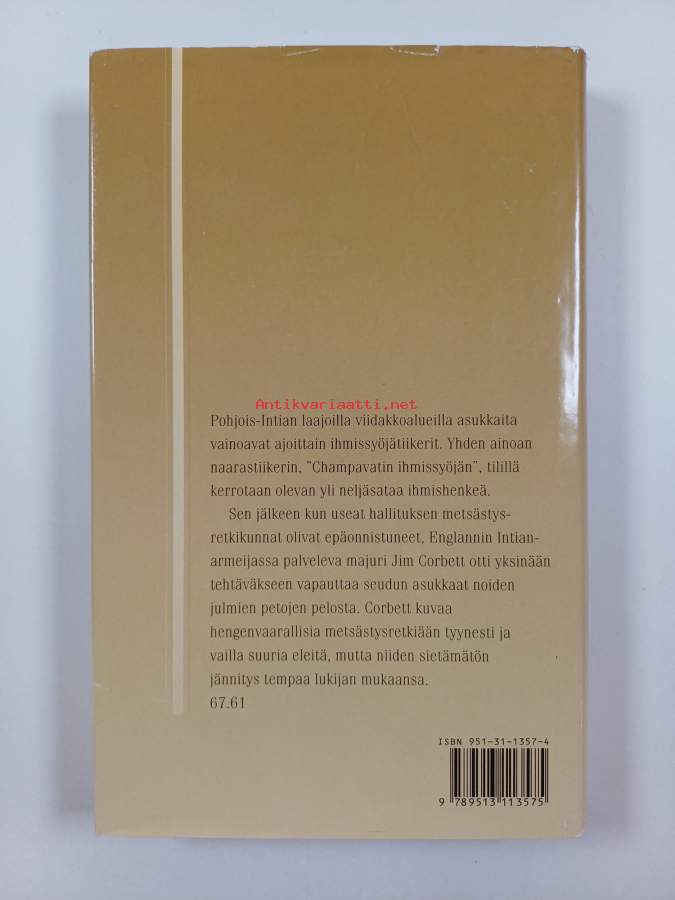 Antikvariaatti.net
Pohjois-Intian laajoilla viidakkoalueilla asukkaita
vainoavat ajoittain ihmissyöjätiikerit. Yhden ainoan
naarastiikerin, "Champavatin ihmissyöjän", tilillä
kerrotaan olevan yli neljäsataa ihmishenkeä.
Sen jälkeen kun useat hallituksen metsästys-
retkikunnat olivat epäonnistuneet, Englannin Intian-
armeijassa palveleva majuri Jim Corbett otti yksinään
tehtäväkseen vapauttaa seudun asukkaat noiden
julmien petojen pelosta. Corbett kuvaa
hengenvaarallisia metsästysretkiään tyynesti ja
vailla suuria eleitä, mutta niiden sietämätön
jännitys tempaa lukijan mukaansa.
67.61
ISBN 951-31-1357-4
9 789513 113575